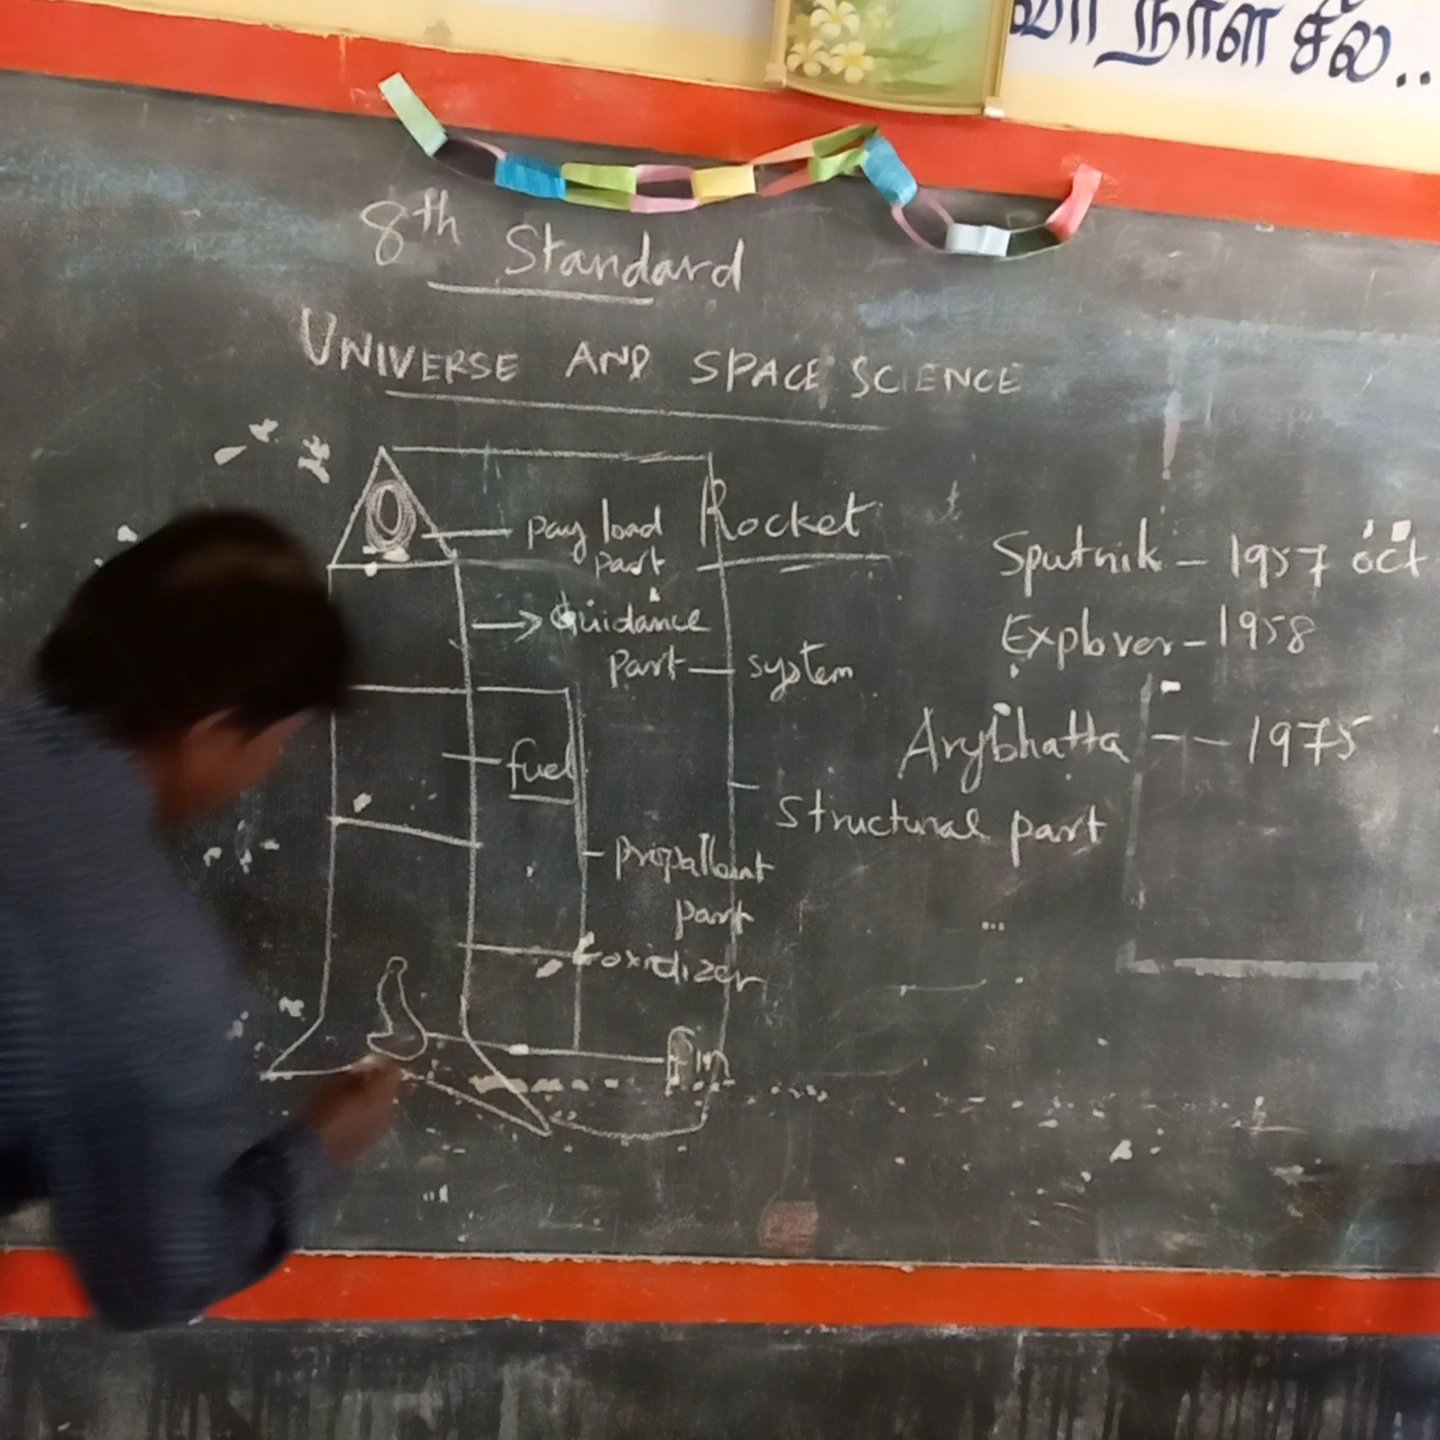 வா நாள சில..
8th Standard
UNIVERSE AND SPACE SCIENCE
Rocket
pay load
part
Guidance
part
system
fuel
propallant
part
oxidizer
fin
Structural part
Sputnik - 1957 oct
Explorer - 1958
Arybhatta -- 1975